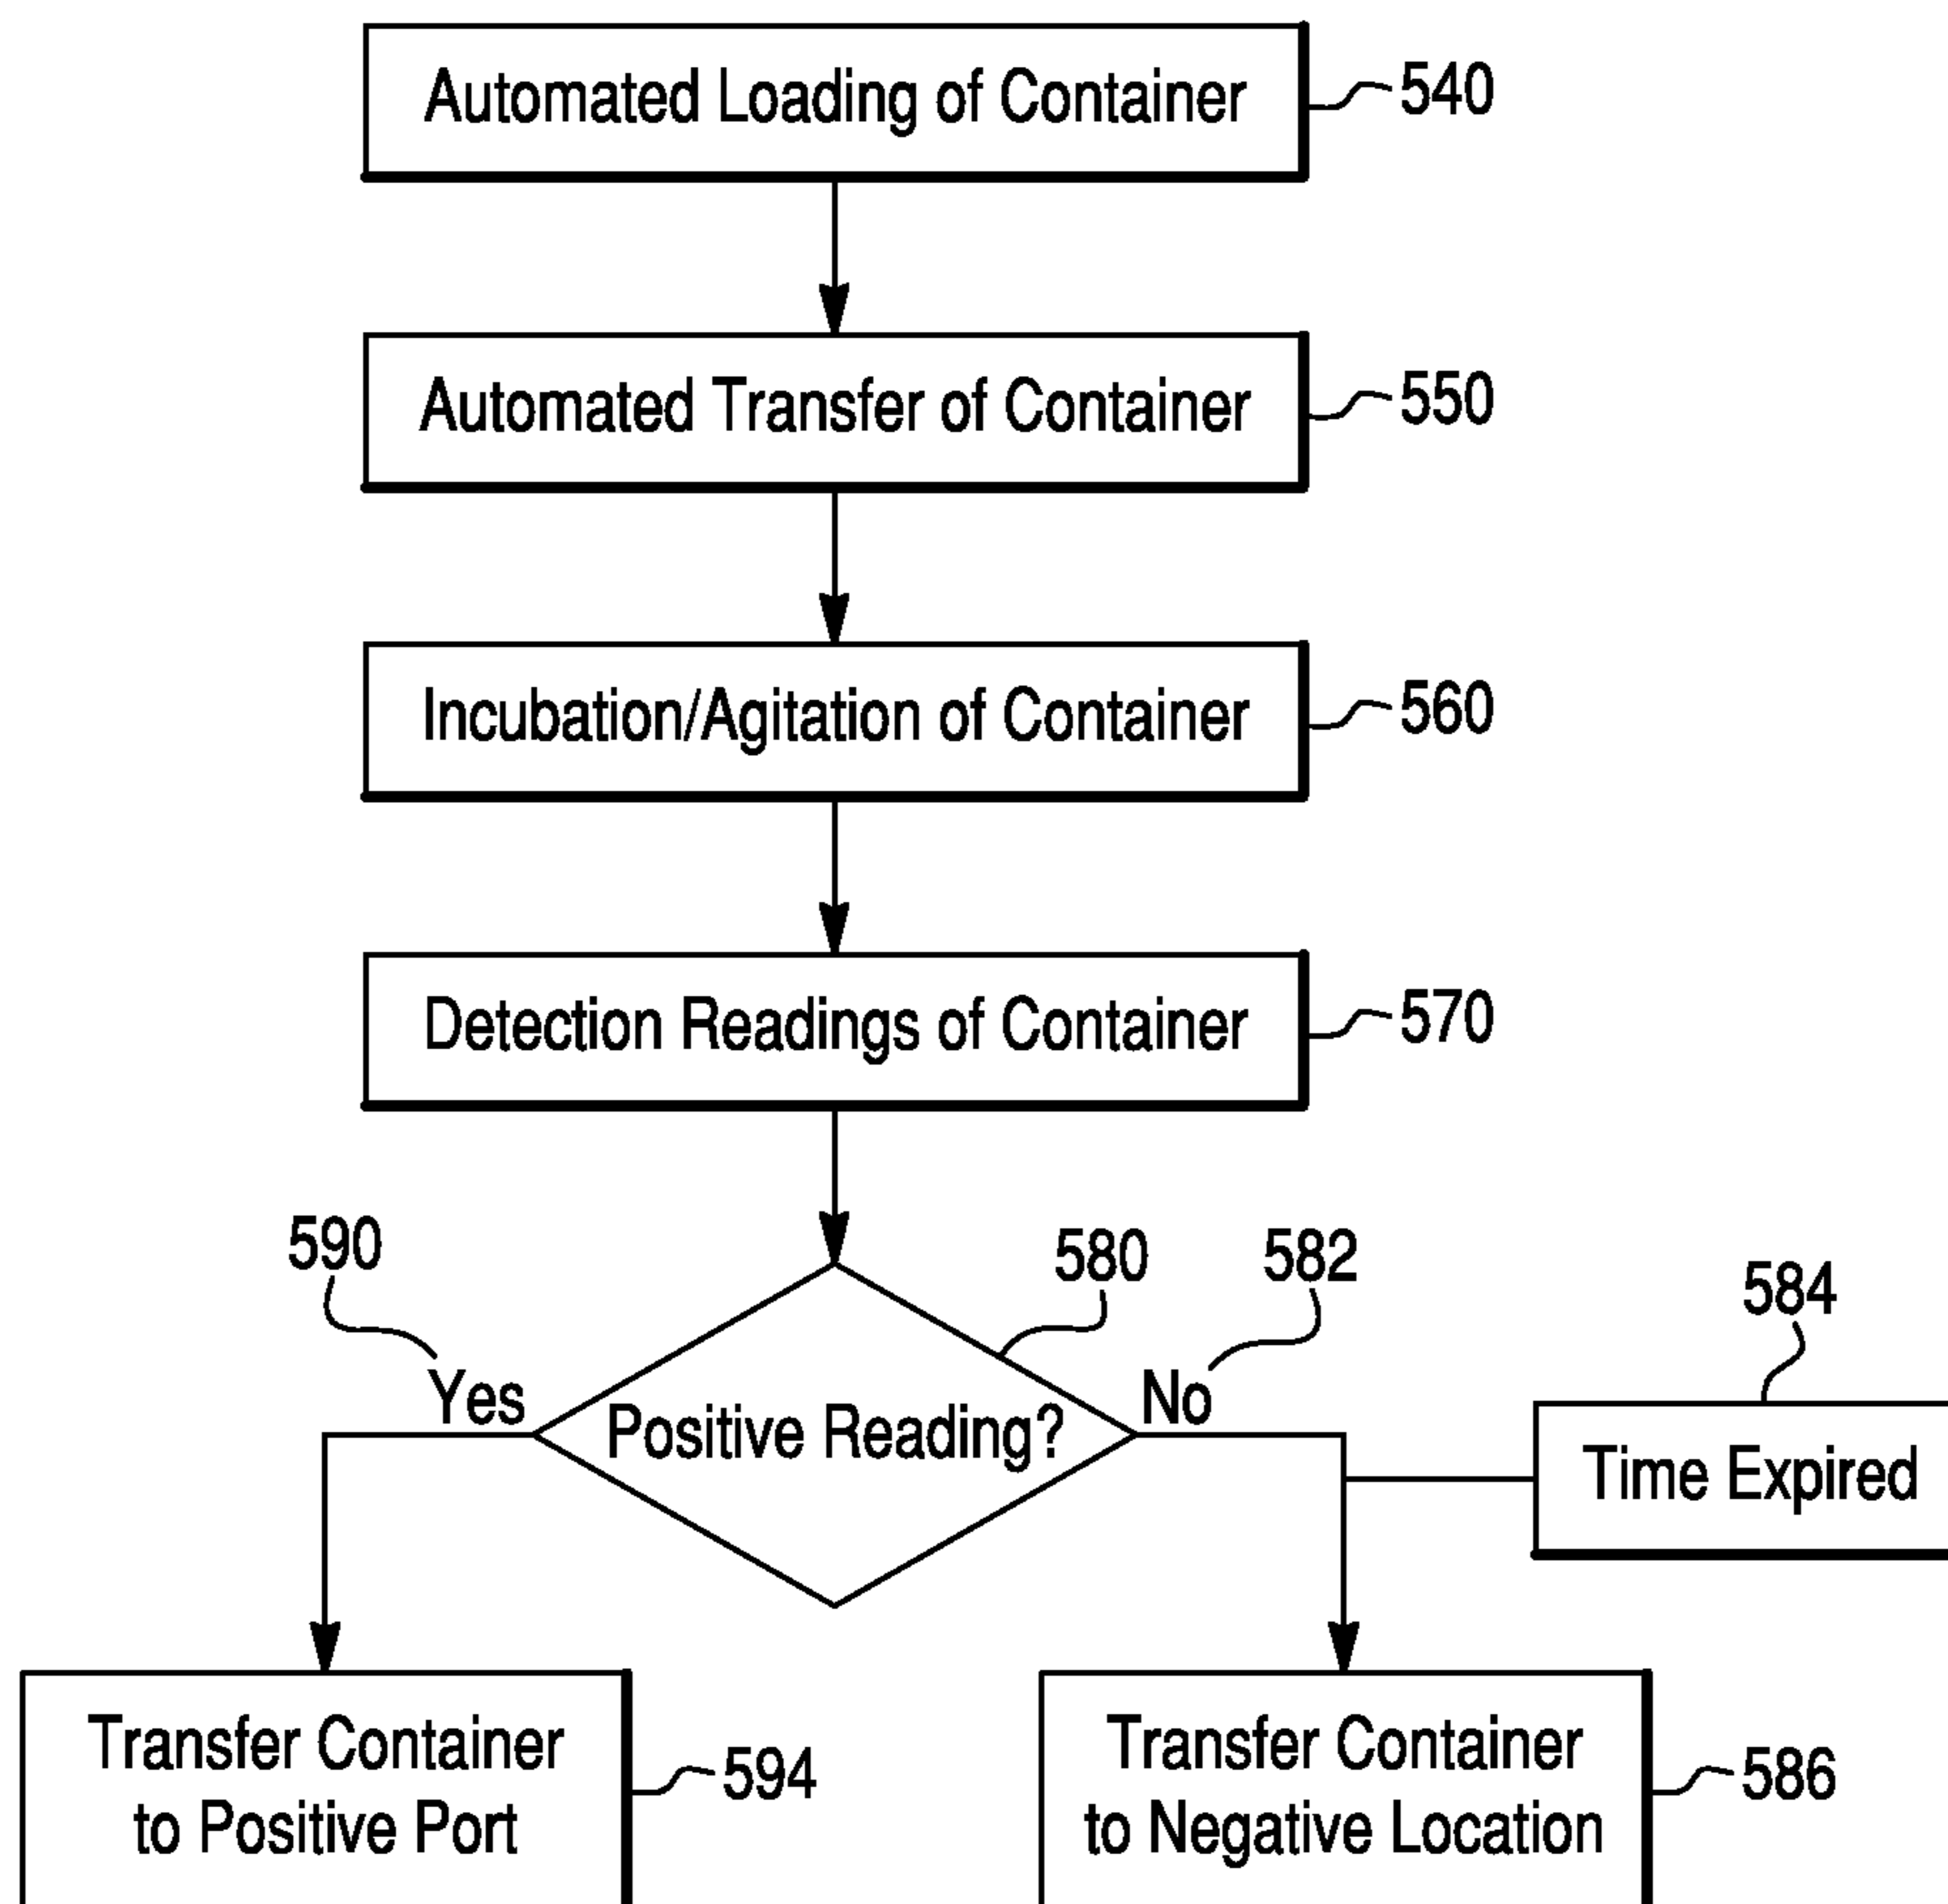 Automated Loading of Container
540
Automated Transfer of Container
550
Incubation/Agitation of Container
560
Detection Readings of Container
570
590
580
582
584
Yes
Positive Reading?
No
Time Expired
Transfer Container
to Positive Port
594
Transfer Container
to Negative Location
586